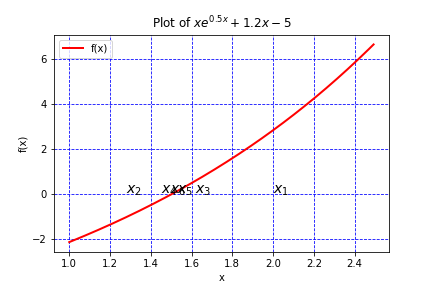 Plot of $xe^{0.5x} + 1.2x - 5$
f(x)
6
4
2
0
−2
f(x)
$x_2$ $x_3$ $x_1$
1.0 1.2 1.4 1.6 1.8 2.0 2.2 2.4
x